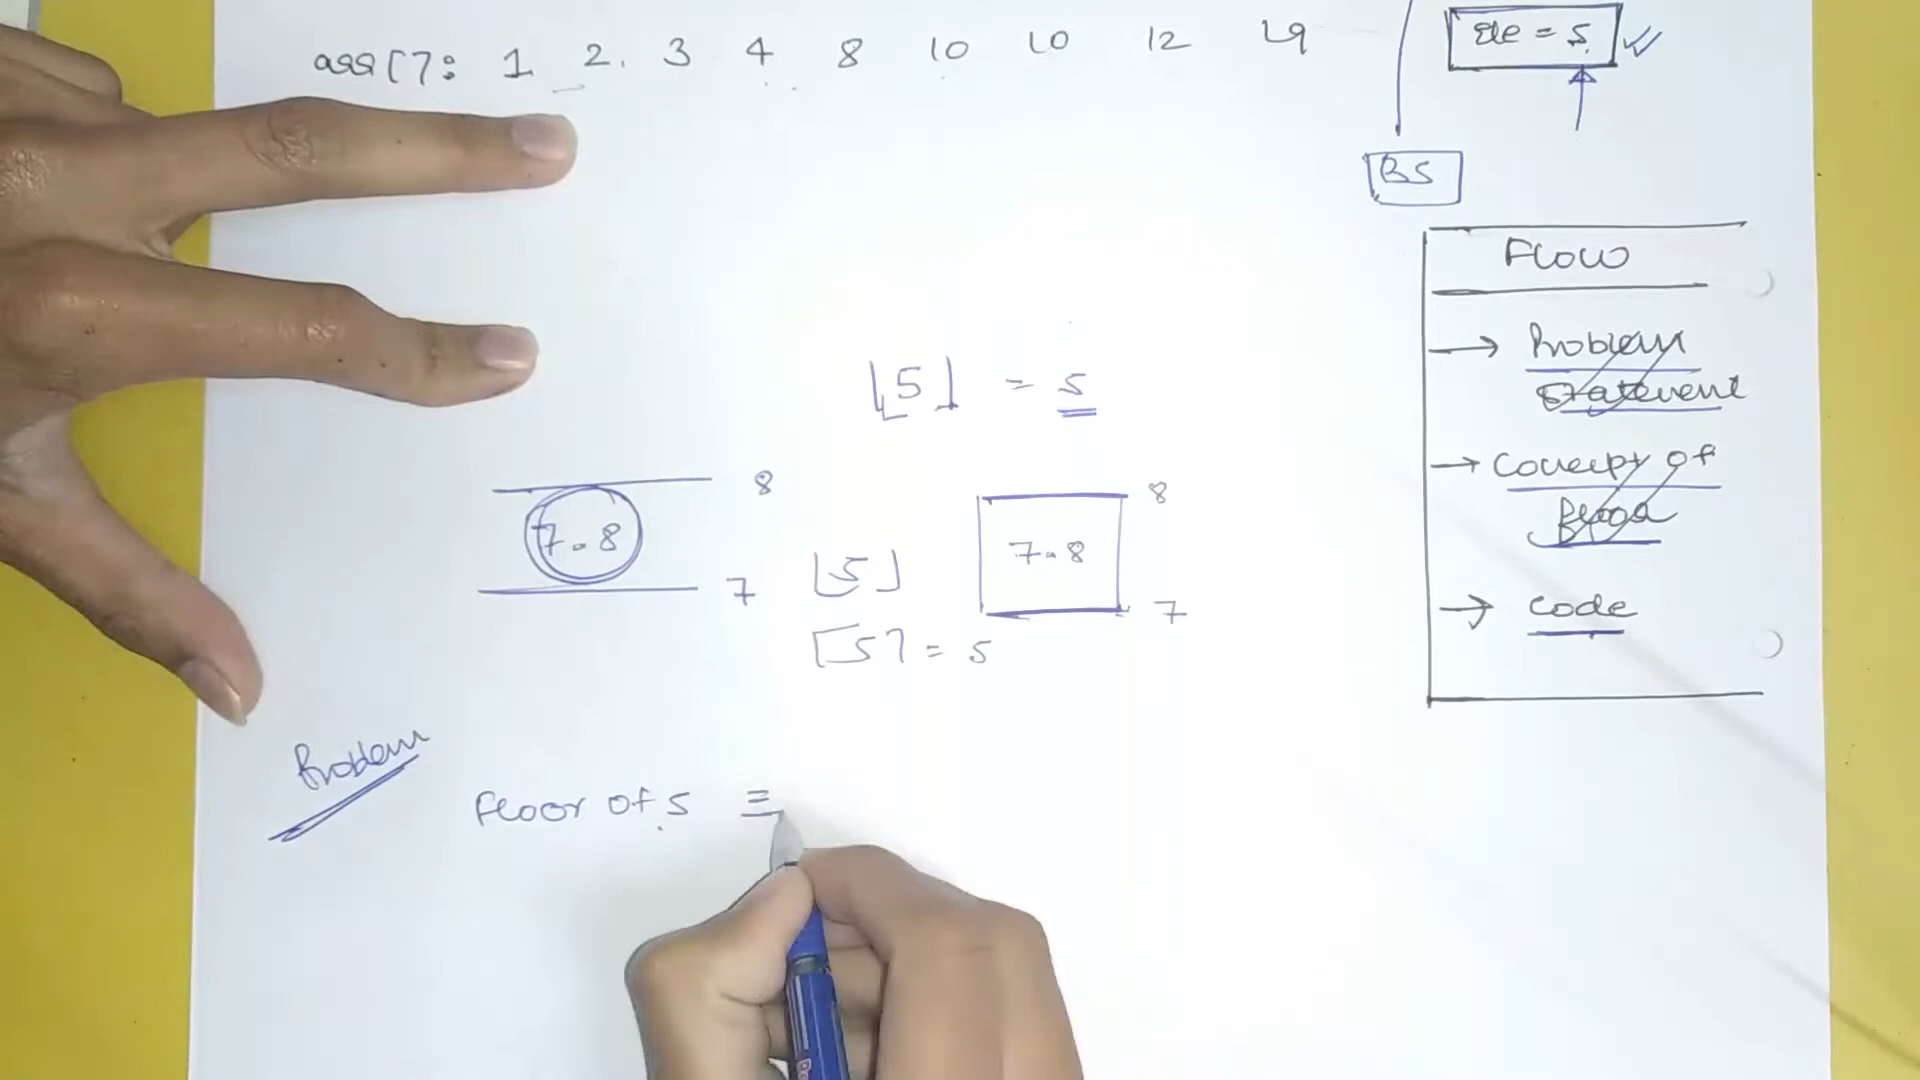 arr[]: 1 2. 3 4 8 10 10 12 19
ele = 5
BS
Flow
→ Problem
statement
→ Concept of
Floor
→ code
⌊5⌋ = 5
8
7.8
7
⌊5⌋
⌈5⌉ = 5
8
7.8
7
Problem
Floor of 5 =